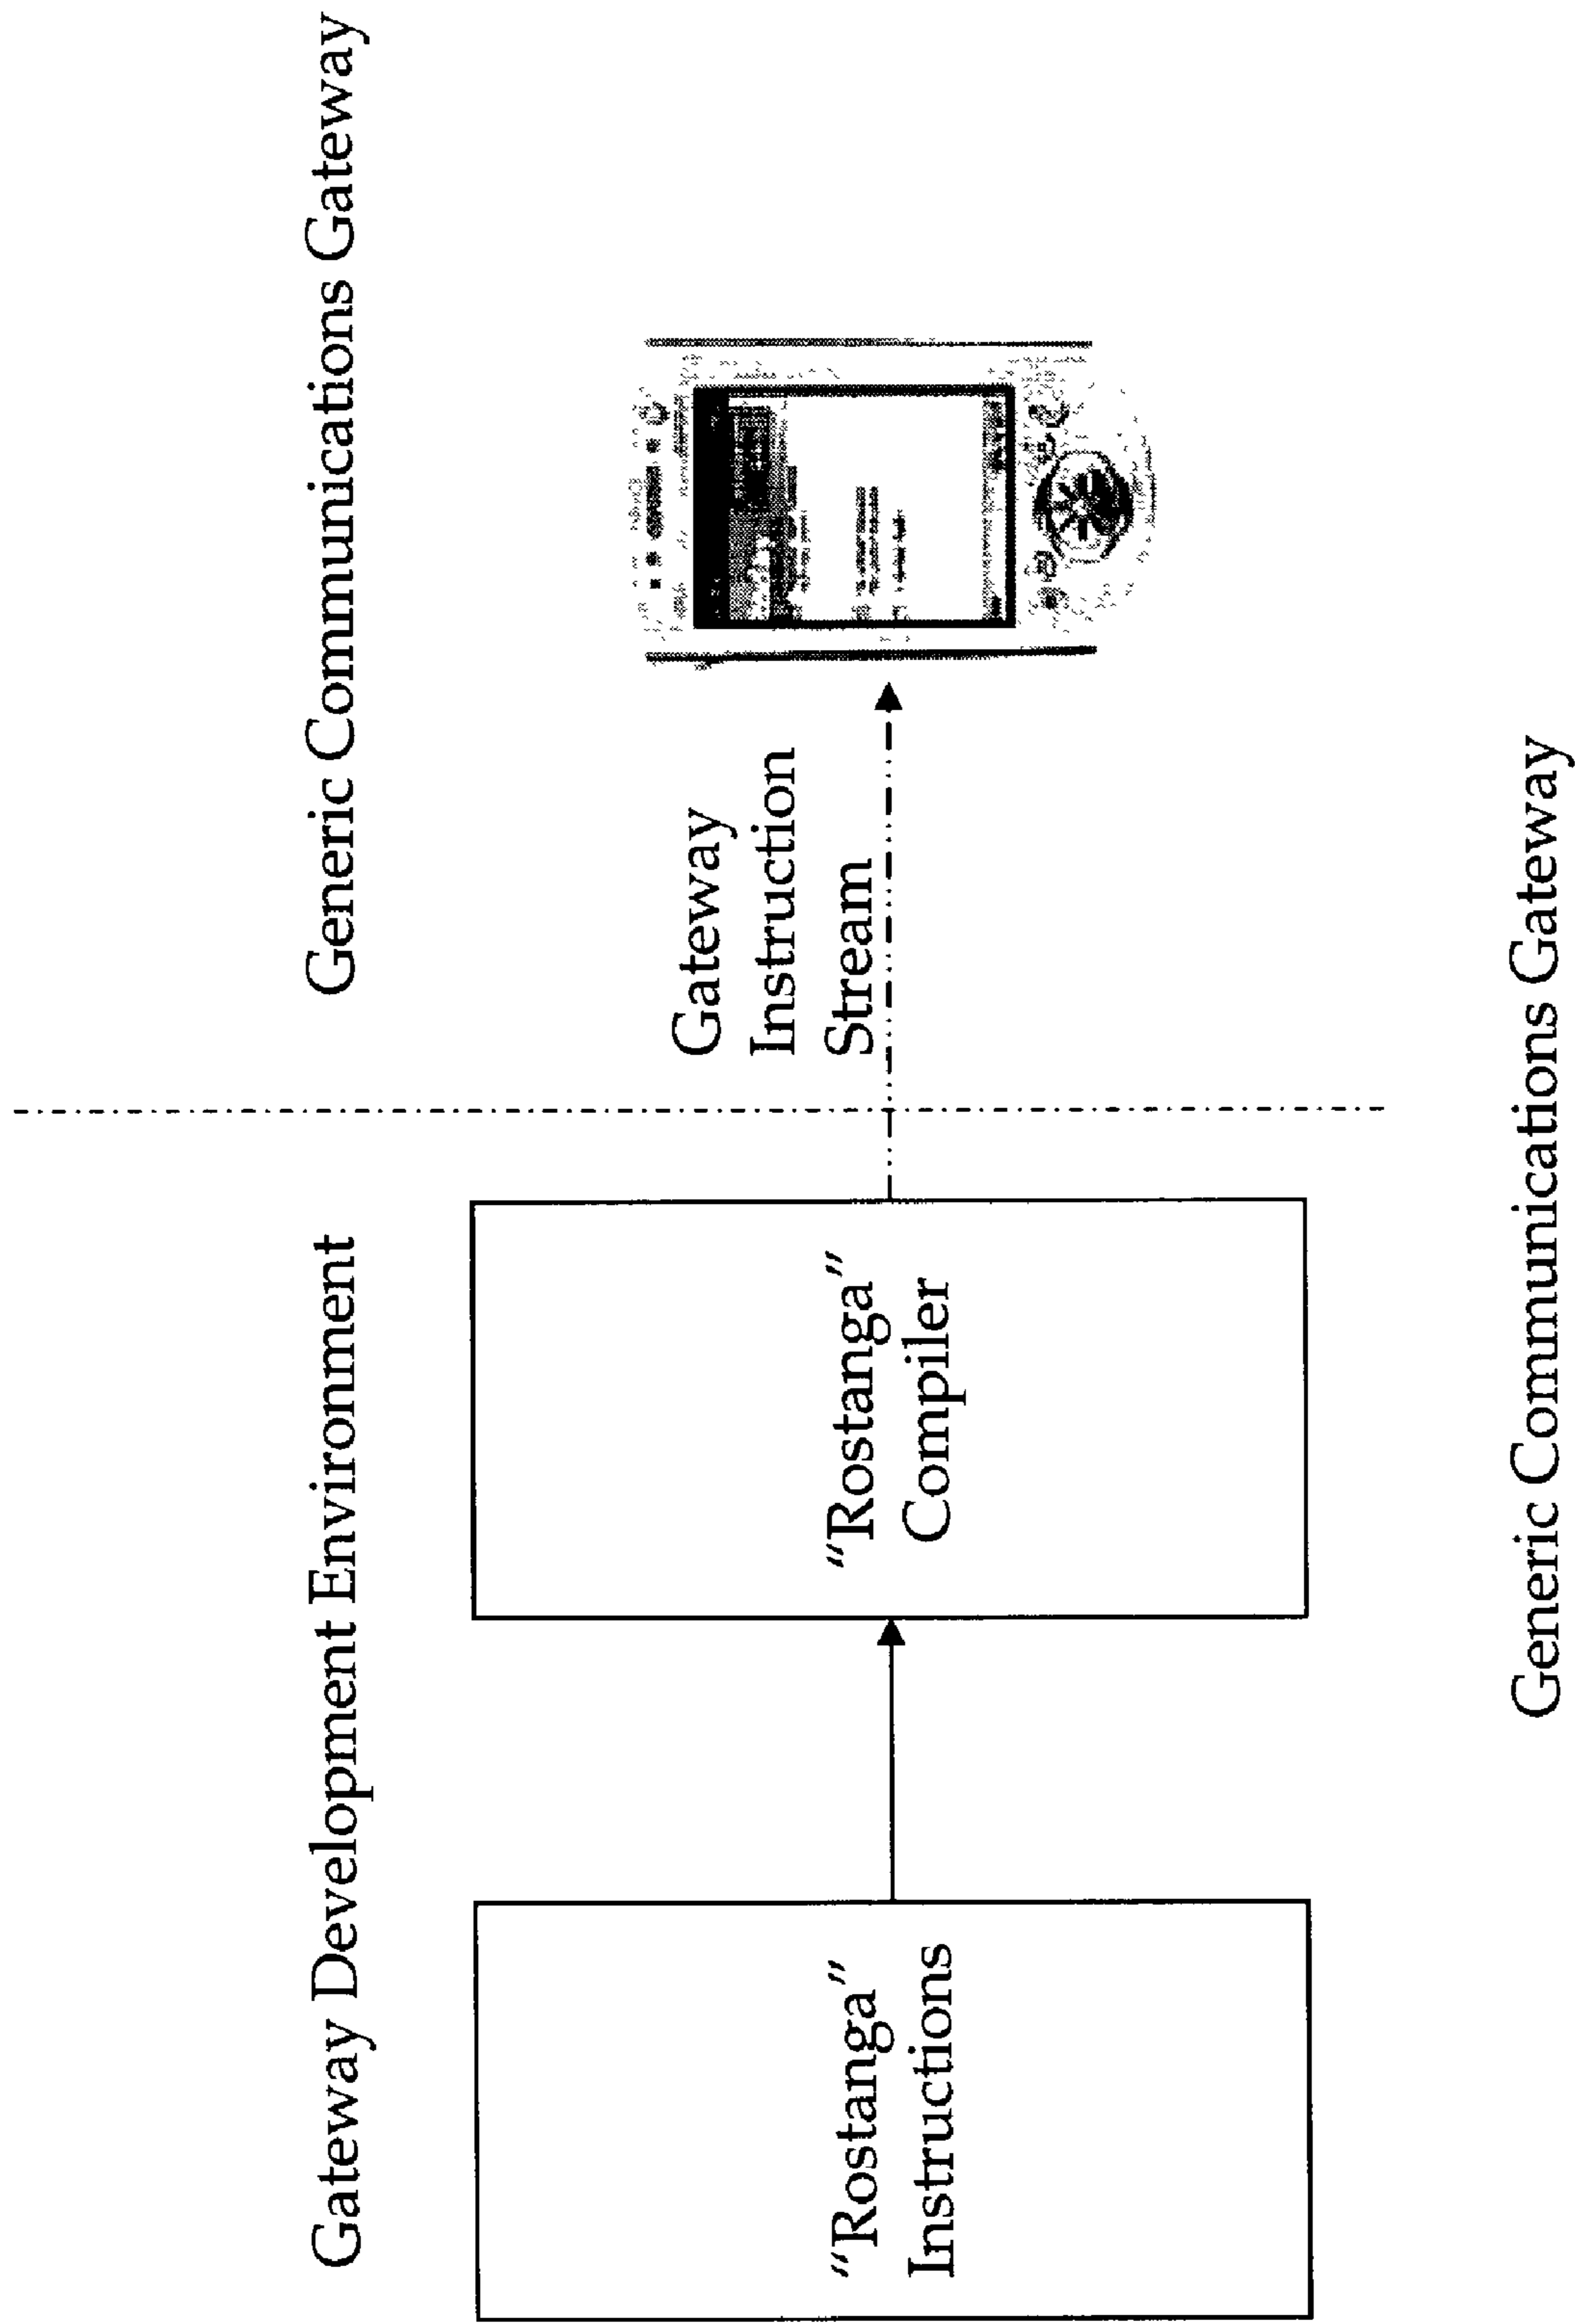 Gateway Development Environment
Generic Communications Gateway
"Rostanga"
Instructions
"Rostanga"
Compiler
Gateway
Instruction
Stream
Generic Communications Gateway